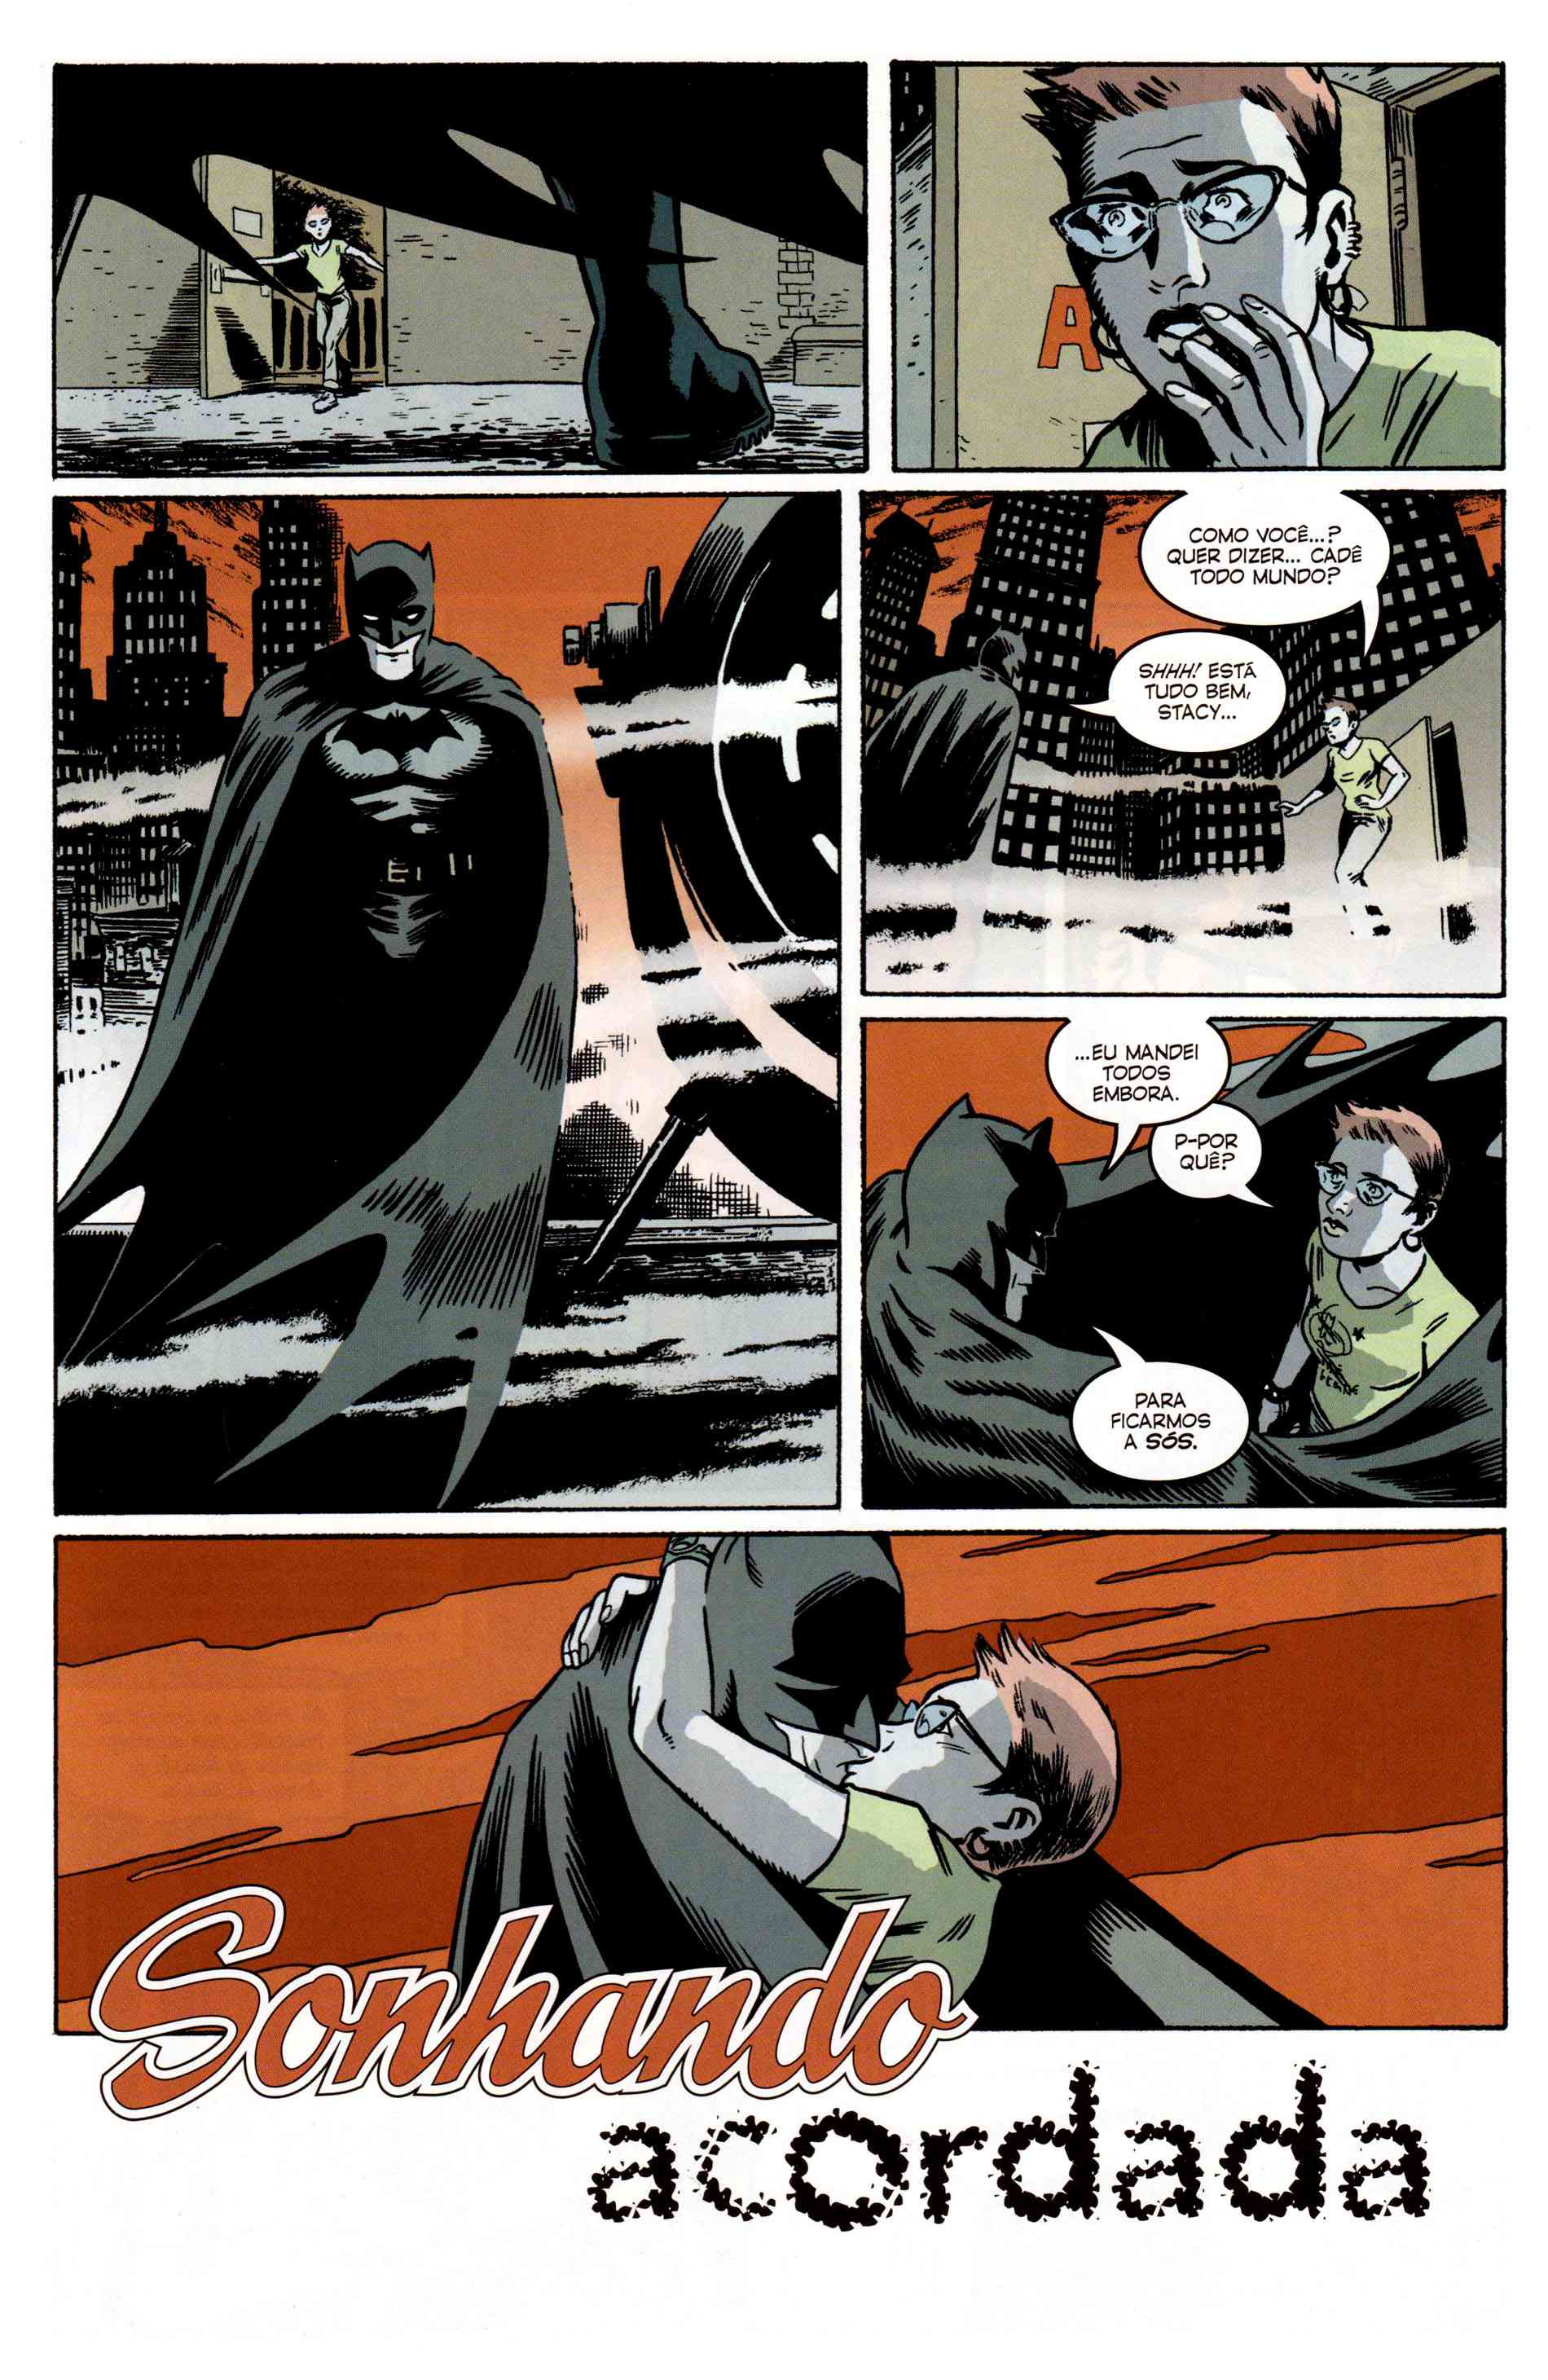 A
COMO VOCÊ...?
QUER DIZER... CADÊ
TODO MUNDO?
SHHH! ESTÁ
TUDO BEM,
STACY...
...EU MANDEI
TODOS
EMBORA.
P-POR
QUÊ?
PARA
FICARMOS
A SÓS.
Sonhando
acordada